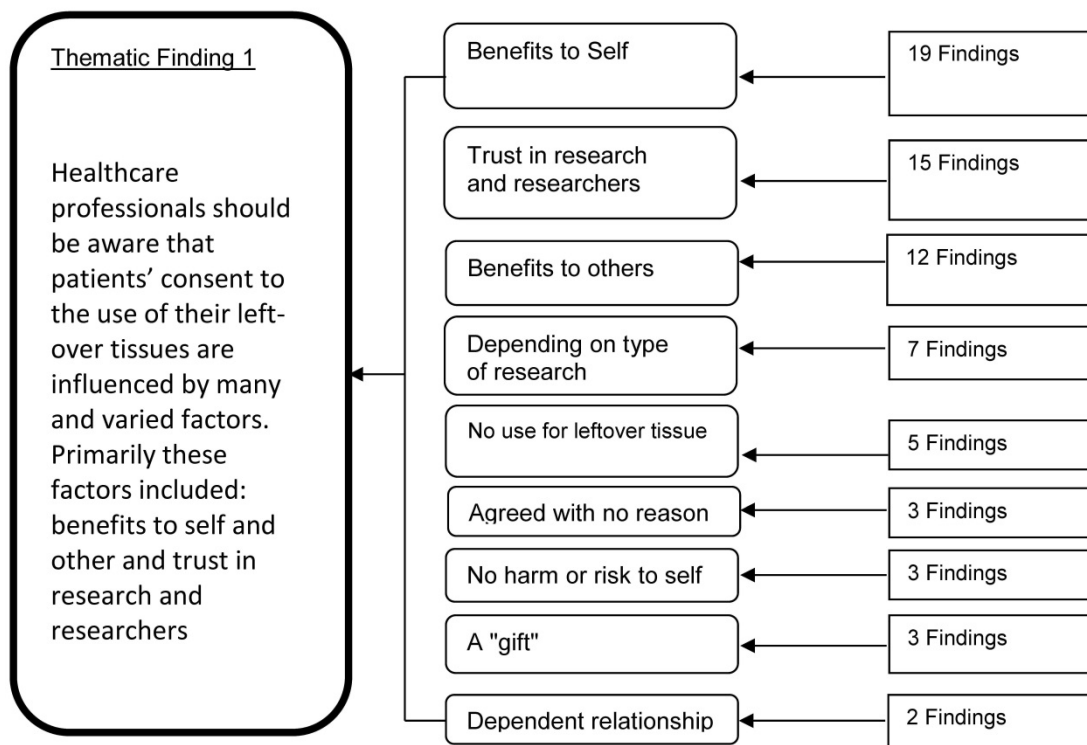 Thematic Finding 1
Healthcare
professionals should
be aware that
patients’ consent to
the use of their left-
over tissues are
influenced by many
and varied factors.
Primarily these
factors included:
benefits to self and
other and trust in
research and
researchers
Benefits to Self
19 Findings
Trust in research
and researchers
15 Findings
Benefits to others
12 Findings
Depending on type
of research
7 Findings
No use for leftover tissue
5 Findings
Agreed with no reason
3 Findings
No harm or risk to self
3 Findings
A "gift"
3 Findings
Dependent relationship
2 Findings